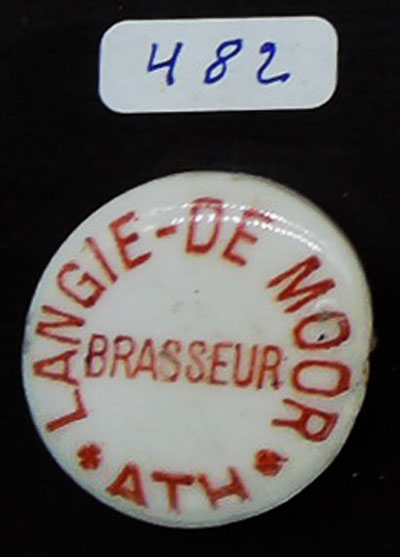 482
LANGIE-DE MOOR
BRASSEUR
* ATH *